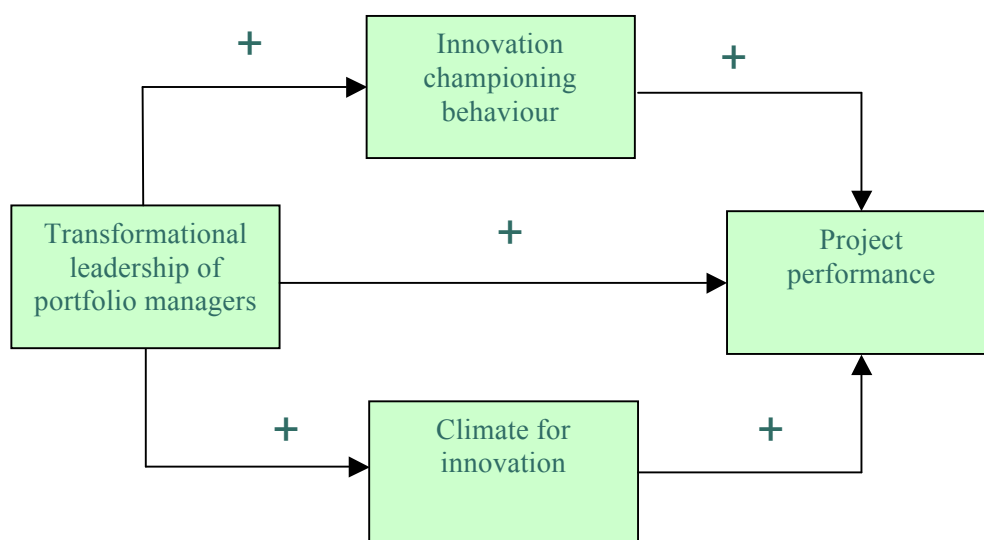 +
Innovation
championing
behaviour
+
Transformational
leadership of
portfolio managers
+
Project
performance
+
Climate for
innovation
+